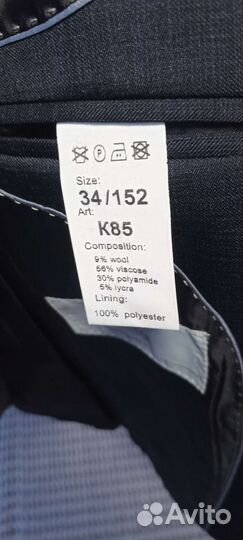 Size:
34/152
Art:
K85
Composition:
9% wool
56% viscose
30% polyamide
5% lycra
Lining:
100% polyester
Avito